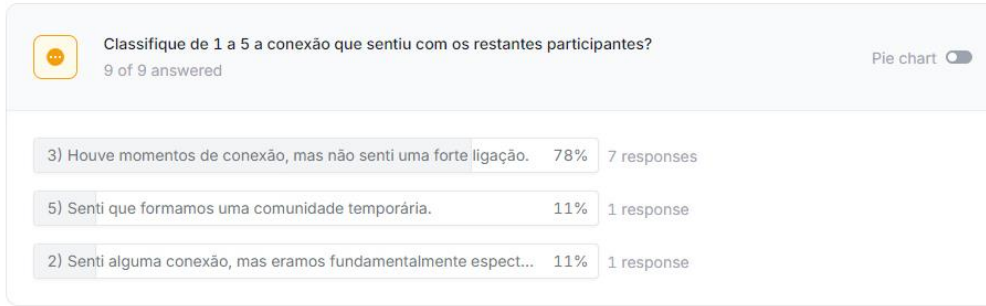 Classifique de 1 a 5 a conexão que sentiu com os restantes participantes?
9 of 9 answered
Pie chart
3) Houve momentos de conexão, mas não senti uma forte ligação. 78% 7 responses
5) Senti que formamos uma comunidade temporária. 11% 1 response
2) Senti alguma conexão, mas eramos fundamentalmente espect... 11% 1 response